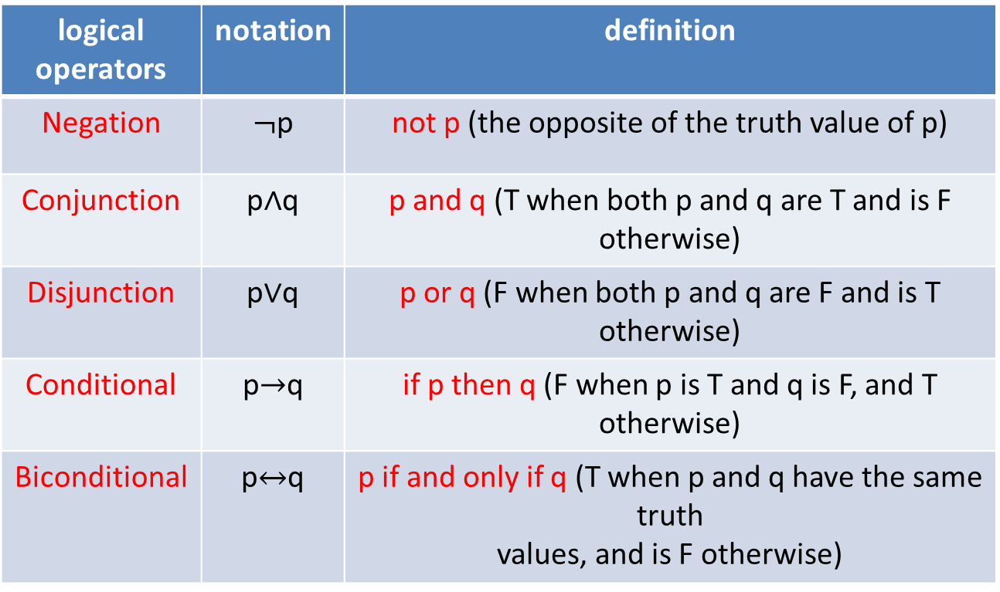 logical operators	notation	definition
Negation	¬p	not p (the opposite of the truth value of p)
Conjunction	p∧q	p and q (T when both p and q are T and is F
otherwise)
Disjunction	p∨q	p or q (F when both p and q are F and is T
otherwise)
Conditional	p→q	if p then q (F when p is T and q is F, and T
otherwise)
Biconditional	p↔q	p if and only if q (T when p and q have the same
truth
values, and is F otherwise)